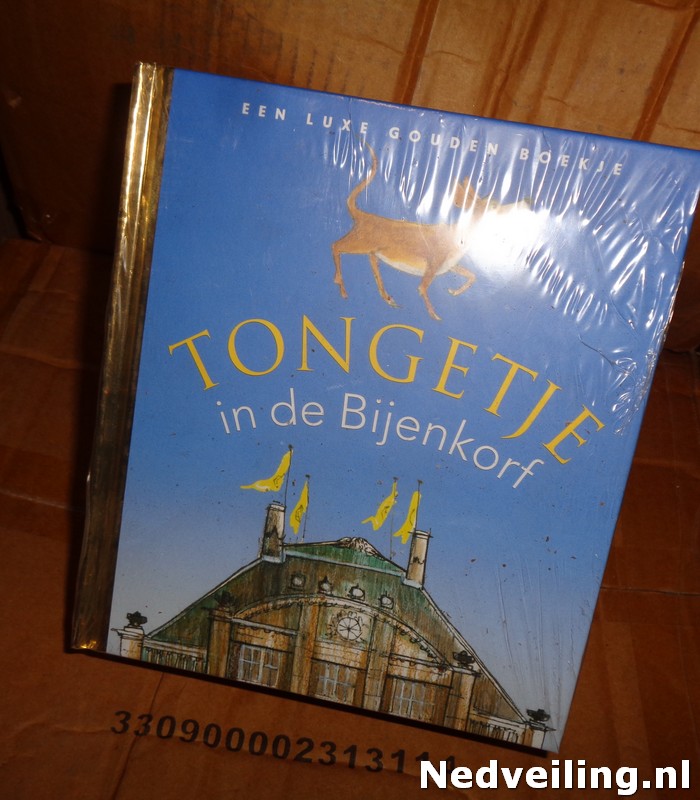 EEN LUXE GOUDEN BOEKJE
TONGETJE
in de Bijenkorf
Nedveiling.nl